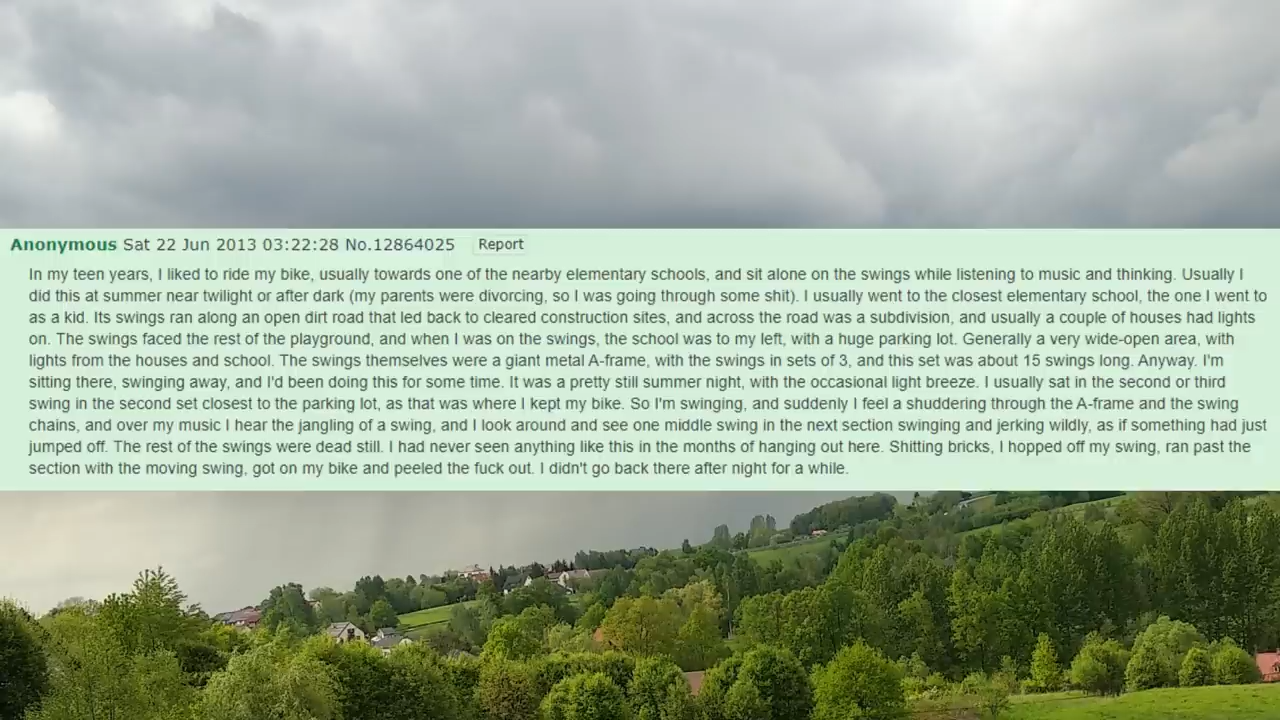 Anonymous Sat 22 Jun 2013 03:22:28 No.12864025 Report
In my teen years, I liked to ride my bike, usually towards one of the nearby elementary schools, and sit alone on the swings while listening to music and thinking. Usually I
did this at summer near twilight or after dark (my parents were divorcing, so I was going through some shit). I usually went to the closest elementary school, the one I went to
as a kid. Its swings ran along an open dirt road that led back to cleared construction sites, and across the road was a subdivision, and usually a couple of houses had lights
on. The swings faced the rest of the playground, and when I was on the swings, the school was to my left, with a huge parking lot. Generally a very wide-open area, with
lights from the houses and school. The swings themselves were a giant metal A-frame, with the swings in sets of 3, and this set was about 15 swings long. Anyway. I'm
sitting there, swinging away, and I'd been doing this for some time. It was a pretty still summer night, with the occasional light breeze. I usually sat in the second or third
swing in the second set closest to the parking lot, as that was where I kept my bike. So I'm swinging, and suddenly I feel a shuddering through the A-frame and the swing
chains, and over my music I hear the jangling of a swing, and I look around and see one middle swing in the next section swinging and jerking wildly, as if something had just
jumped off. The rest of the swings were dead still. I had never seen anything like this in the months of hanging out here. Shitting bricks, I hopped off my swing, ran past the
section with the moving swing, got on my bike and peeled the fuck out. I didn't go back there after night for a while.